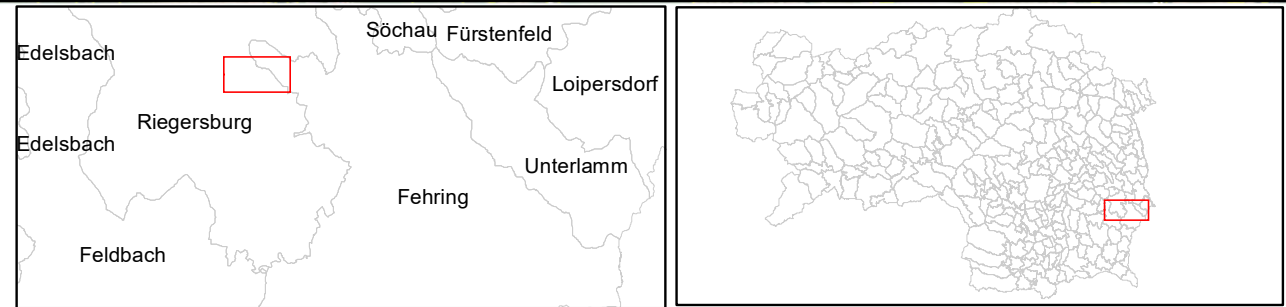 Söchau Fürstenfeld
Edelsbach
Loipersdorf
Riegersburg
Edelsbach
Unterlamm
Fehring
Feldbach